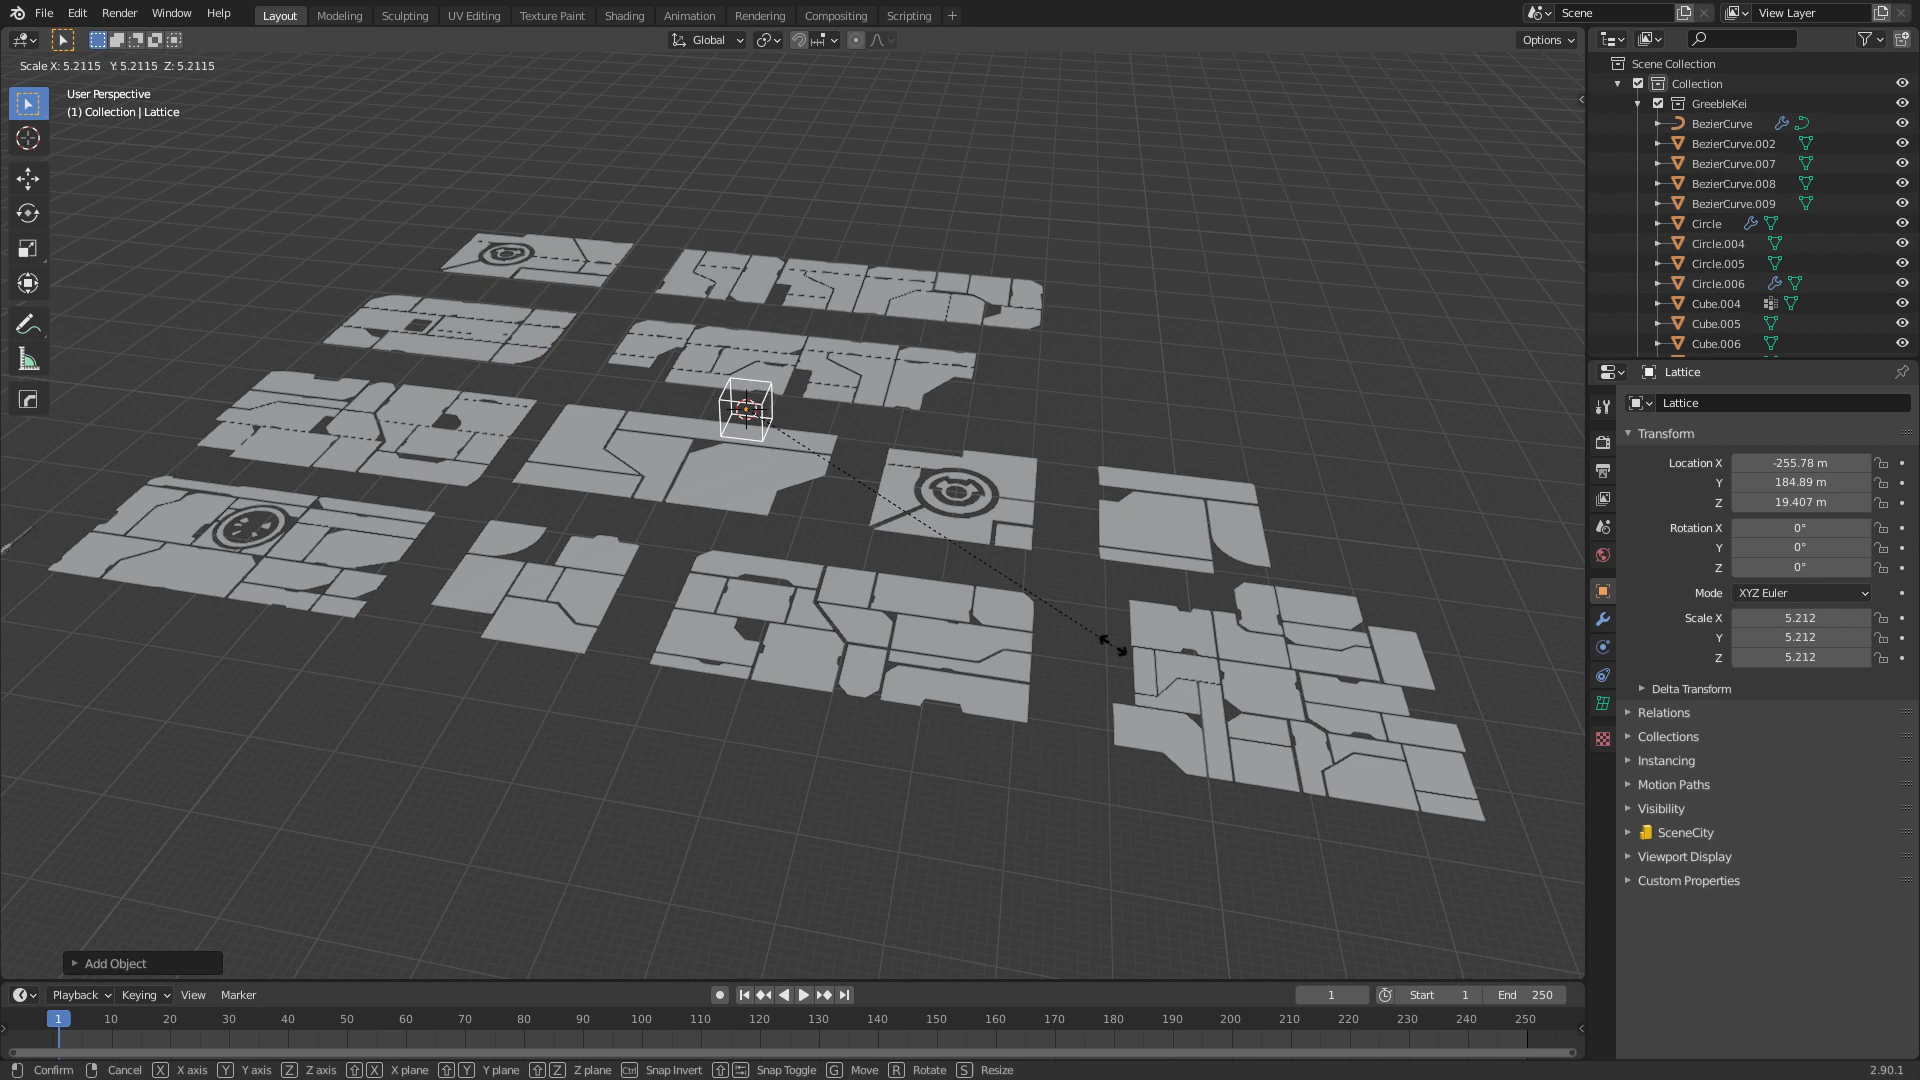 File Edit Render Window Help Layout Modeling Sculpting UV Editing Texture Paint Shading Animation Rendering Compositing Scripting + Scene View Layer
Global Options
Scale X: 5.2115 Y: 5.2115 Z: 5.2115
User Perspective
(1) Collection | Lattice
Scene Collection
Collection
GreebleKei
BezierCurve
BezierCurve.002
BezierCurve.007
BezierCurve.008
BezierCurve.009
Circle
Circle.004
Circle.005
Circle.006
Cube.004
Cube.005
Cube.006
Lattice
Lattice
Transform
Location X -255.78 m
Y 184.89 m
Z 19.407 m
Rotation X 0°
Y 0°
Z 0°
Mode XYZ Euler
Scale X 5.212
Y 5.212
Z 5.212
Delta Transform
Relations
Collections
Instancing
Motion Paths
Visibility
SceneCity
Viewport Display
Custom Properties
Add Object
Playback Keying View Marker 1 Start 1 End 250
1 10 20 30 40 50 60 70 80 90 100 110 120 130 140 150 160 170 180 190 200 210 220 230 240 250
Confirm Cancel X X axis Y Y axis Z Z axis X X plane Y Y plane Z Z plane Ctrl Snap Invert Snap Toggle G Move R Rotate S Resize 2.90.1